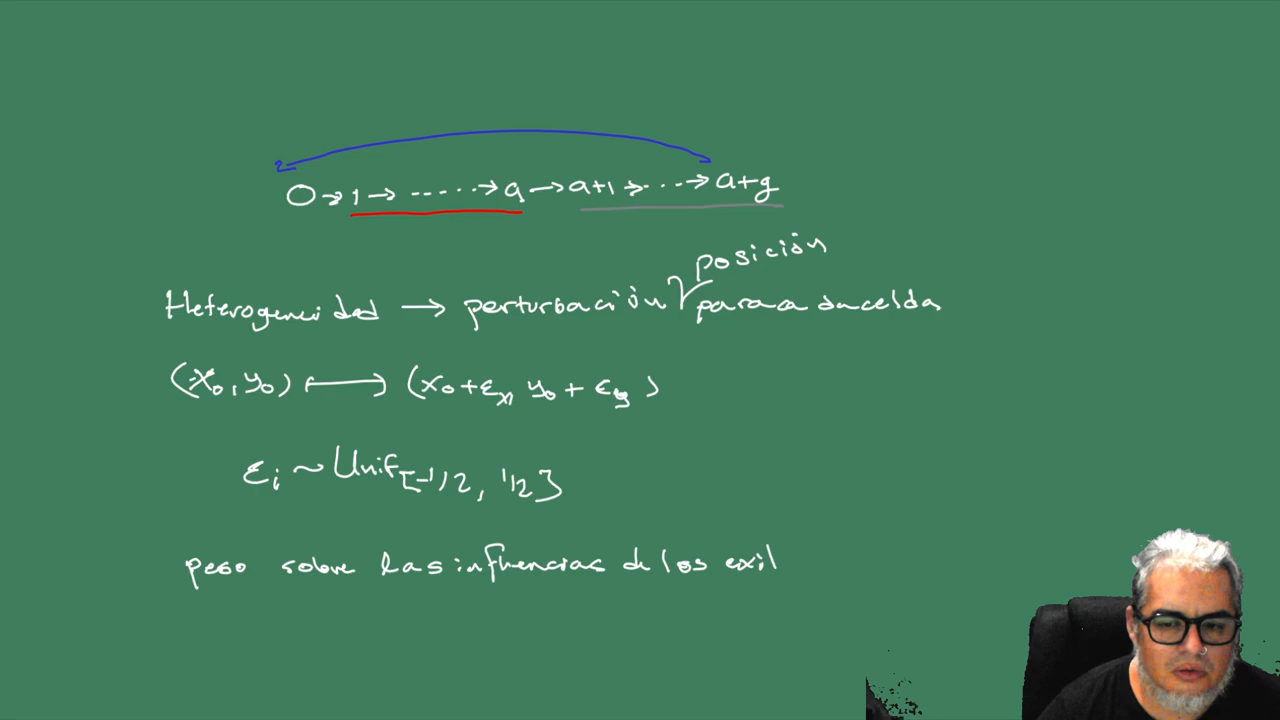 0 → 1 → ...... → a → a+1 → ... → a+g
posición
Heterogeneidad → perturbación para cada celda
(x₀, y₀) ⟼ (x₀+εₓ, y₀+ε_y)
εᵢ ~ Unif[-1/2, 1/2]
peso sobre las influencias de los exil